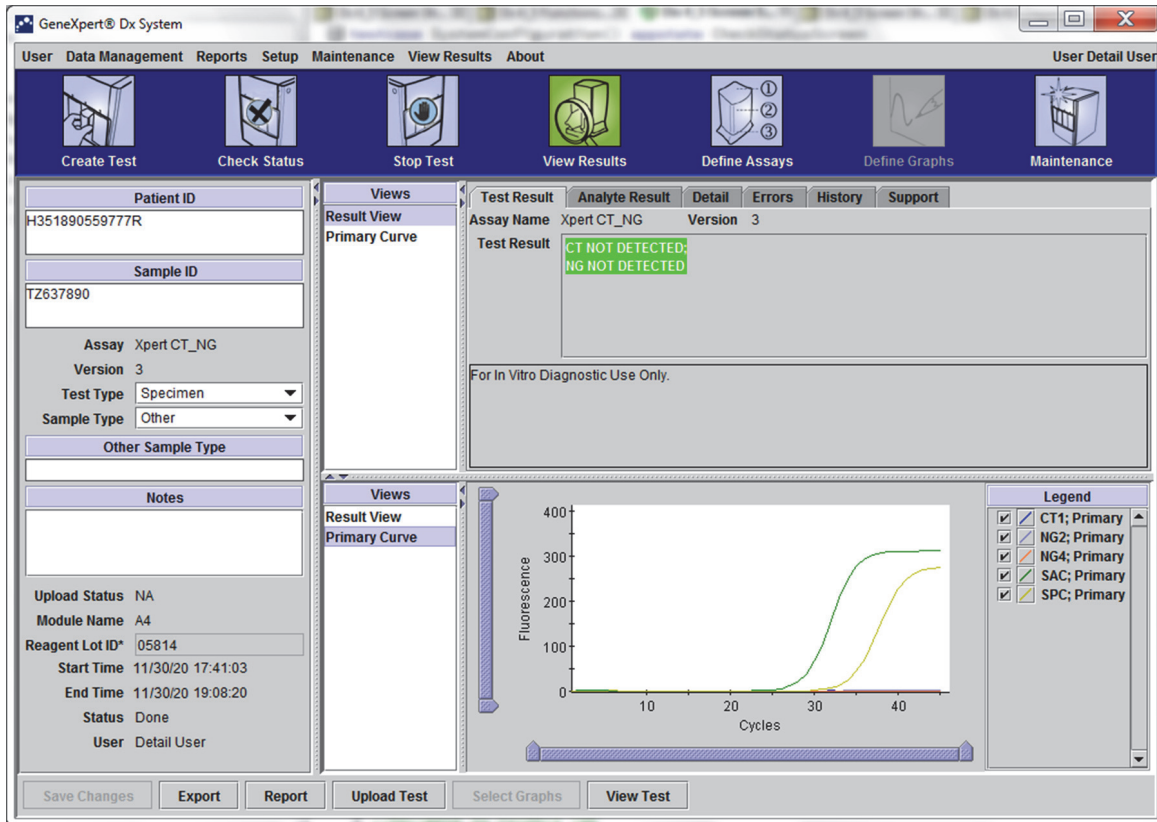 GeneXpert® Dx System
User Data Management Reports Setup Maintenance View Results About User Detail User
Create Test Check Status Stop Test View Results Define Assays Define Graphs Maintenance
Patient ID
H351890559777R
Sample ID
TZ637890
Assay Xpert CT_NG
Version 3
Test Type Specimen
Sample Type Other
Other Sample Type
Notes
Upload Status NA
Module Name A4
Reagent Lot ID* 05814
Start Time 11/30/20 17:41:03
End Time 11/30/20 19:08:20
Status Done
User Detail User
Views
Result View
Primary Curve
Test Result Analyte Result Detail Errors History Support
Assay Name Xpert CT_NG Version 3
Test Result CT NOT DETECTED;
NG NOT DETECTED
For In Vitro Diagnostic Use Only.
Views
Result View
Primary Curve
Fluorescence
400
300
200
100
0
10 20 30 40
Cycles
Legend
CT1; Primary
NG2; Primary
NG4; Primary
SAC; Primary
SPC; Primary
Save Changes Export Report Upload Test Select Graphs View Test